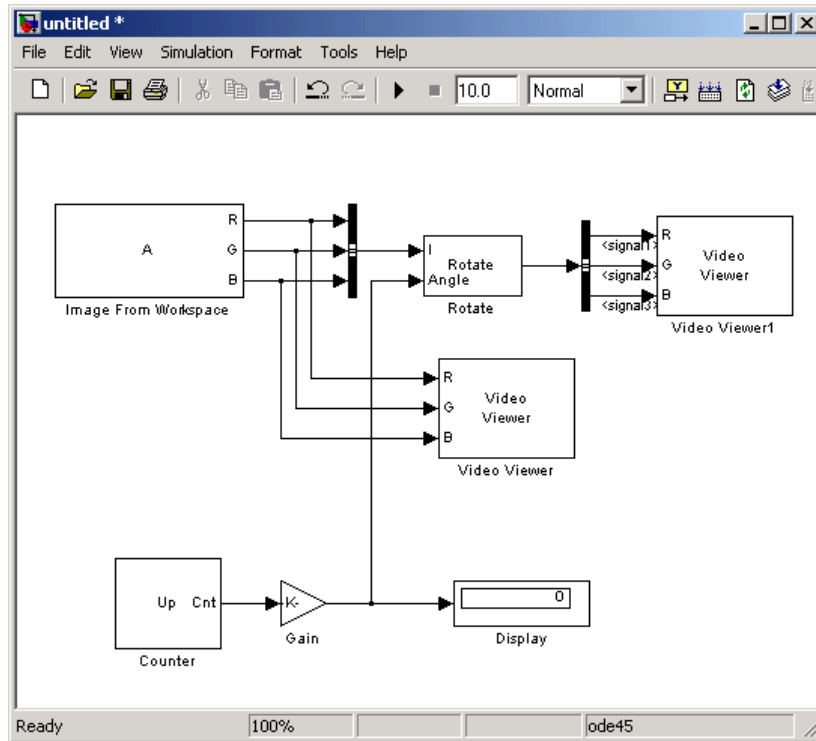 untitled *
File Edit View Simulation Format Tools Help
10.0 Normal
R
A G
B
Image From Workspace
I
Rotate
Angle
Rotate
<signal1>
<signal2>
<signal3>
R
G Video
Viewer
B
Video Viewer1
R
G Video
Viewer
B
Video Viewer
Up Cnt
Counter
K-
Gain
0
Display
Ready 100% ode45